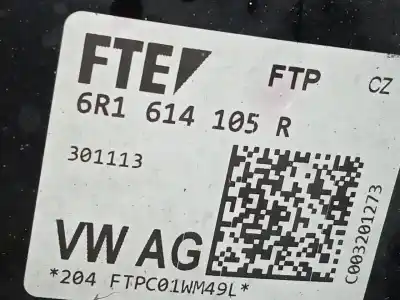 FTE FTP CZ
6R1 614 105 R
301113
VW AG
*204 FTPC01WM49L*
C003201273